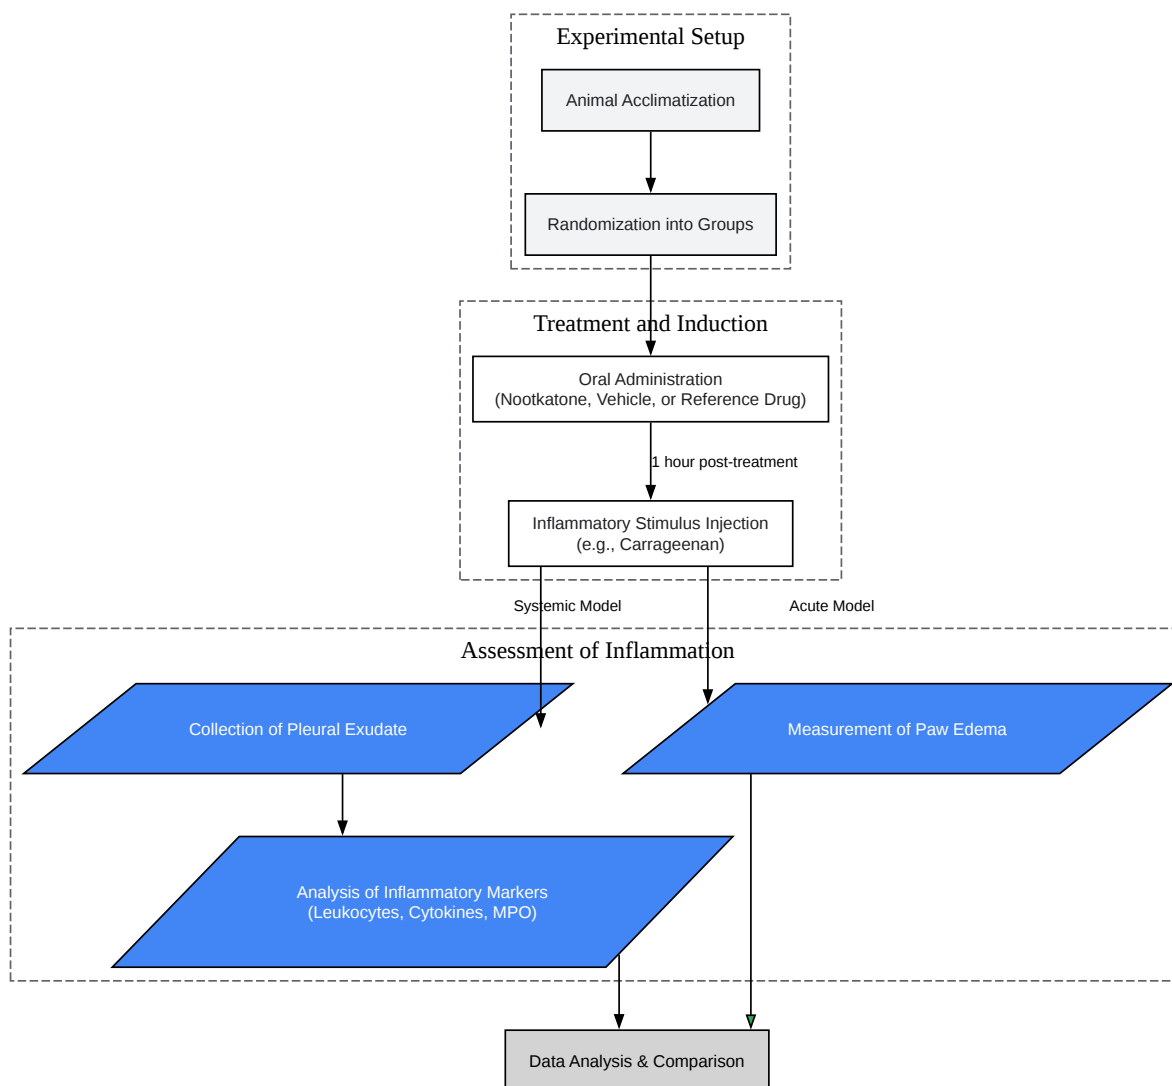 Experimental Setup
Animal Acclimatization
Randomization into Groups
Treatment and Induction
Oral Administration
(Nootkatone, Vehicle, or Reference Drug)
1 hour post-treatment
Inflammatory Stimulus Injection
(e.g., Carrageenan)
Systemic Model
Acute Model
Assessment of Inflammation
Collection of Pleural Exudate
Measurement of Paw Edema
Analysis of Inflammatory Markers
(Leukocytes, Cytokines, MPO)
Data Analysis & Comparison